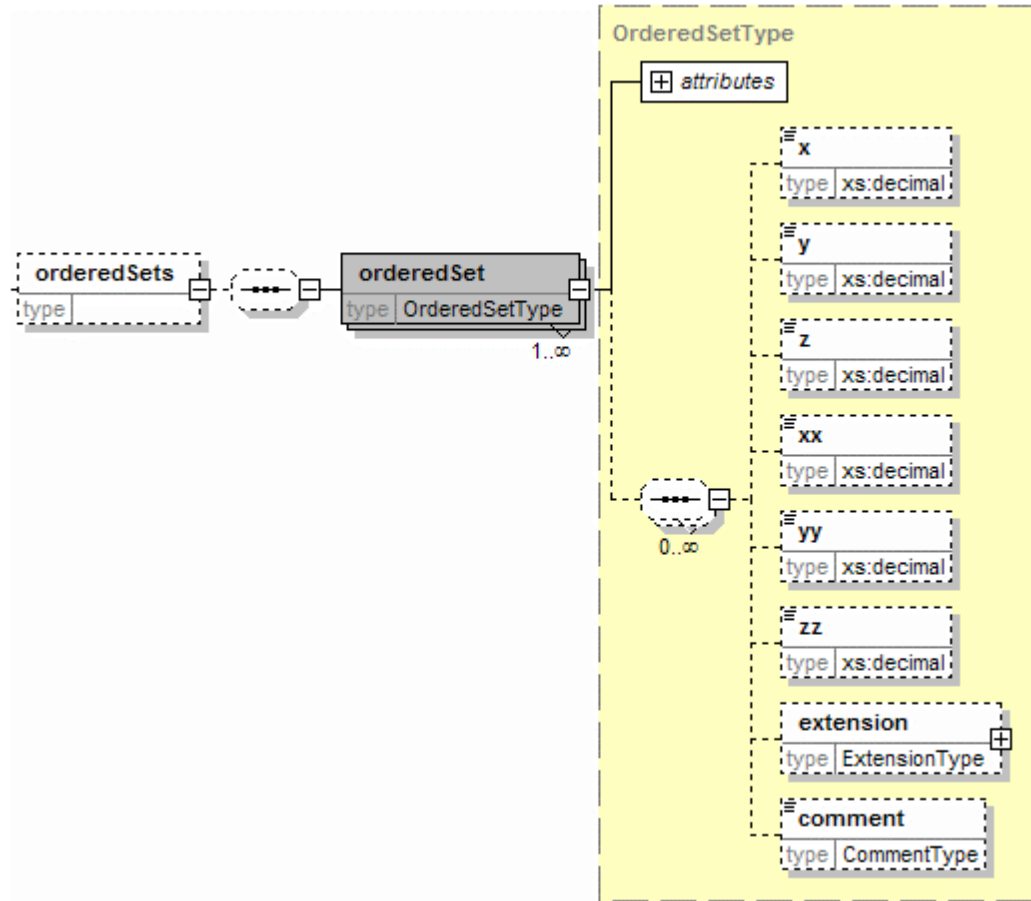 OrderedSetType
attributes
x
type xs:decimal
y
type xs:decimal
orderedSets
type
orderedSet
type OrderedSetType
1..∞
z
type xs:decimal
xx
type xs:decimal
0..∞
yy
type xs:decimal
zz
type xs:decimal
extension
type ExtensionType
comment
type CommentType